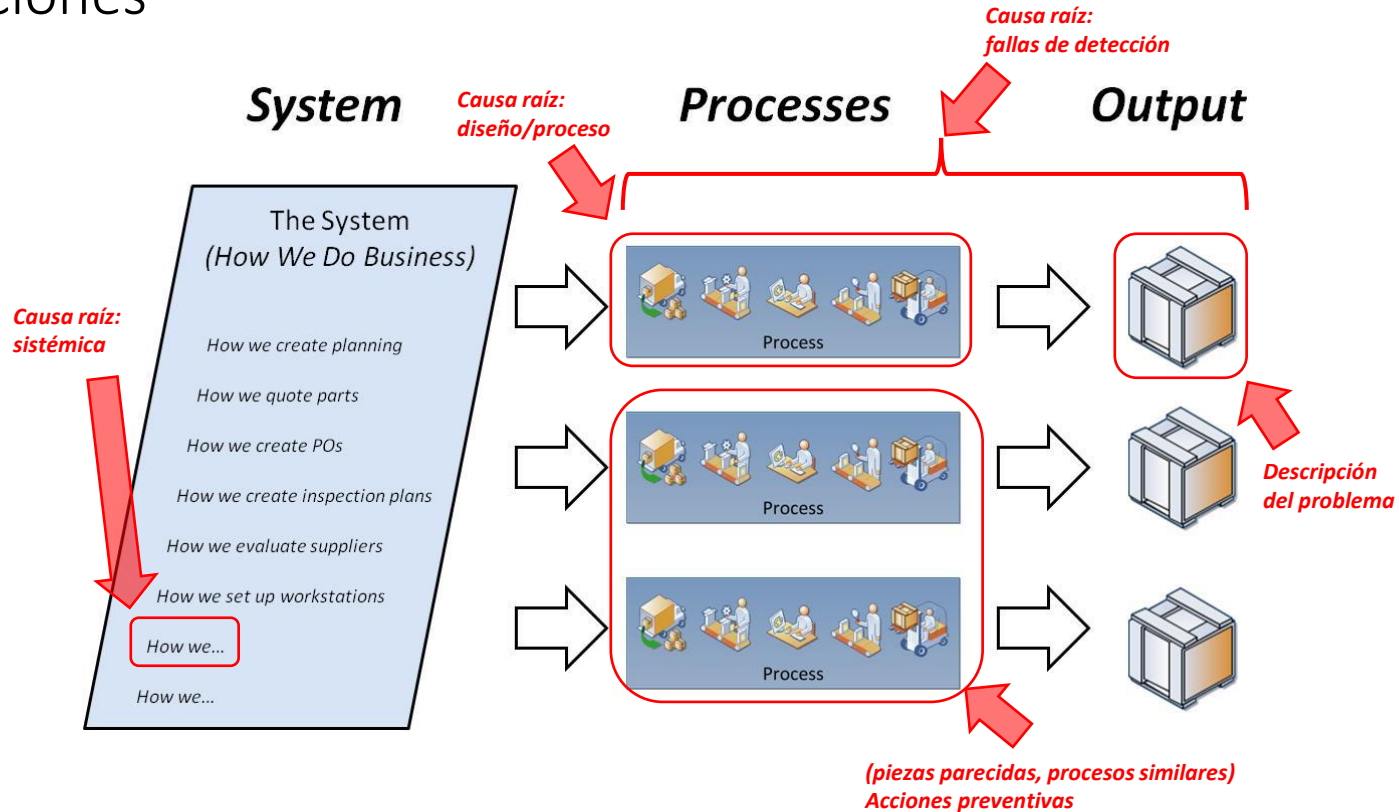 ciones
Causa raíz:
fallas de detección
System
Causa raíz:
diseño/proceso
Processes
Output
The System
(How We Do Business)
Causa raíz:
sistémica
How we create planning
How we quote parts
How we create POs
How we create inspection plans
How we evaluate suppliers
How we set up workstations
How we...
How we...
Process
Process
Process
Descripción
del problema
(piezas parecidas, procesos similares)
Acciones preventivas